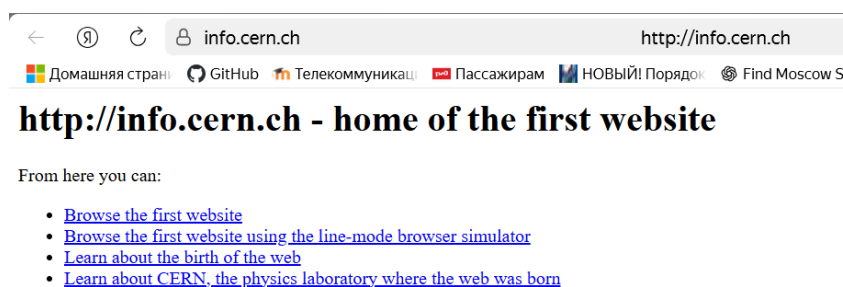 Я info.cern.ch http://info.cern.ch
Домашняя страни GitHub Телекоммуникац Пассажирам НОВЫЙ! Порядок Find Moscow S
http://info.cern.ch - home of the first website
From here you can:
Browse the first website
Browse the first website using the line-mode browser simulator
Learn about the birth of the web
Learn about CERN, the physics laboratory where the web was born